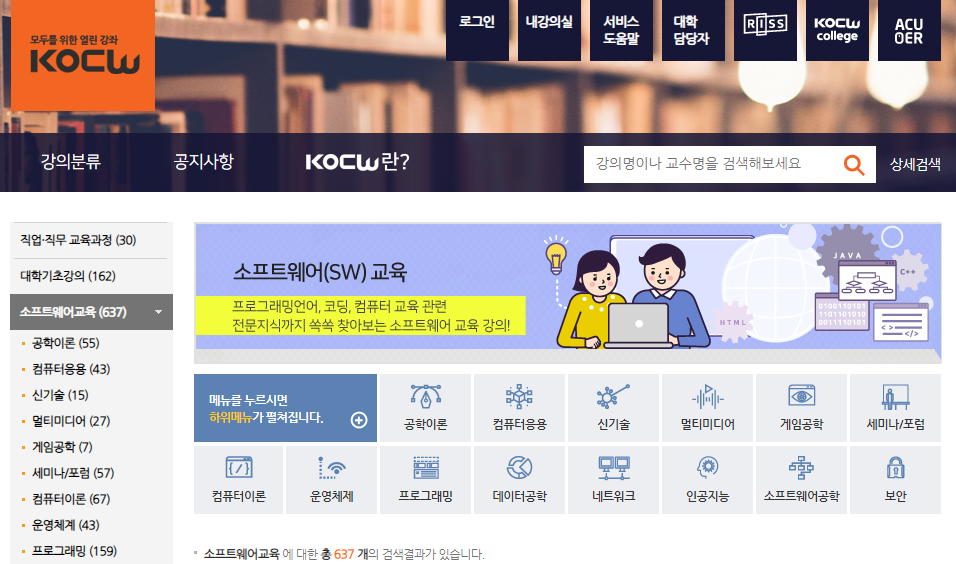 모두를 위한 열린 강좌
KOCW
로그인
내강의실
서비스
도움말
대학
담당자
RISS
KOCW
college
ACU
OER
강의분류
공지사항
KOCW란?
강의명이나 교수명을 검색해보세요
상세검색
직업·직무 교육과정 (30)
대학기초강의 (162)
소프트웨어교육 (637)
공학이론 (55)
컴퓨터응용 (43)
신기술 (15)
멀티미디어 (27)
게임공학 (7)
세미나/포럼 (57)
컴퓨터이론 (67)
운영체계 (43)
프로그래밍 (159)
소프트웨어(SW) 교육
프로그래밍언어, 코딩, 컴퓨터 교육 관련
전문지식까지 쏙쏙 찾아보는 소프트웨어 교육 강의!
JAVA
C++
HTML
0100111101
1101011010
0011110101
</>
메뉴를 누르시면
하위메뉴가 펼쳐집니다.
공학이론
컴퓨터응용
신기술
멀티미디어
게임공학
세미나/포럼
컴퓨터이론
운영체제
프로그래밍
데이터공학
네트워크
인공지능
소프트웨어공학
보안
소프트웨어교육 에 대한 총 637 개의 검색결과가 있습니다.